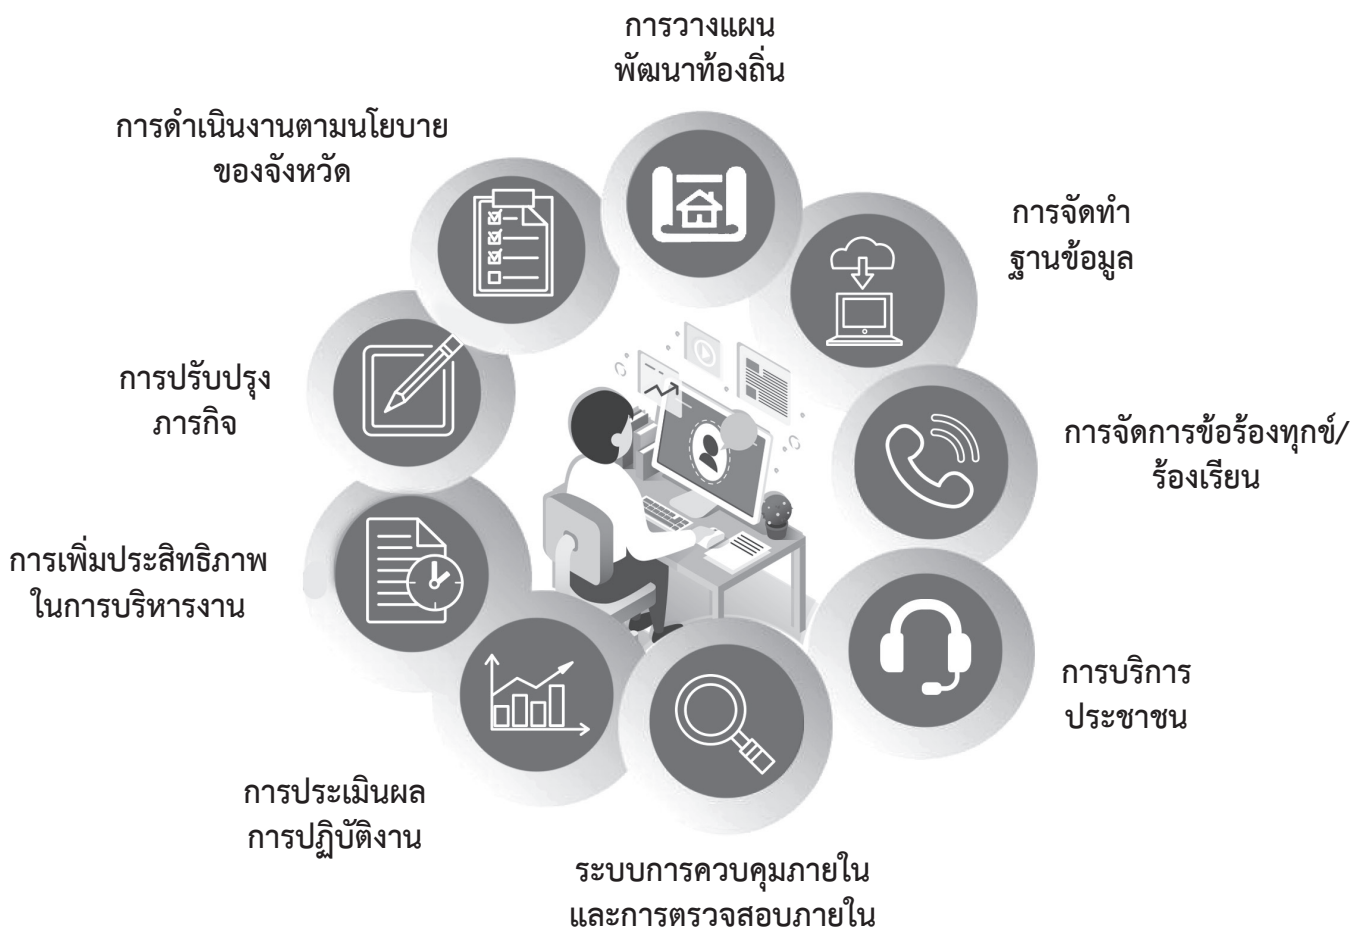 การวางแผน
พัฒนาท้องถิ่น
การจัดทำ
ฐานข้อมูล
การจัดการข้อร้องทุกข์/
ร้องเรียน
การบริการ
ประชาชน
ระบบการควบคุมภายใน
และการตรวจสอบภายใน
การประเมินผล
การปฏิบัติงาน
การเพิ่มประสิทธิภาพ
ในการบริหารงาน
การปรับปรุง
ภารกิจ
การดำเนินงานตามนโยบาย
ของจังหวัด